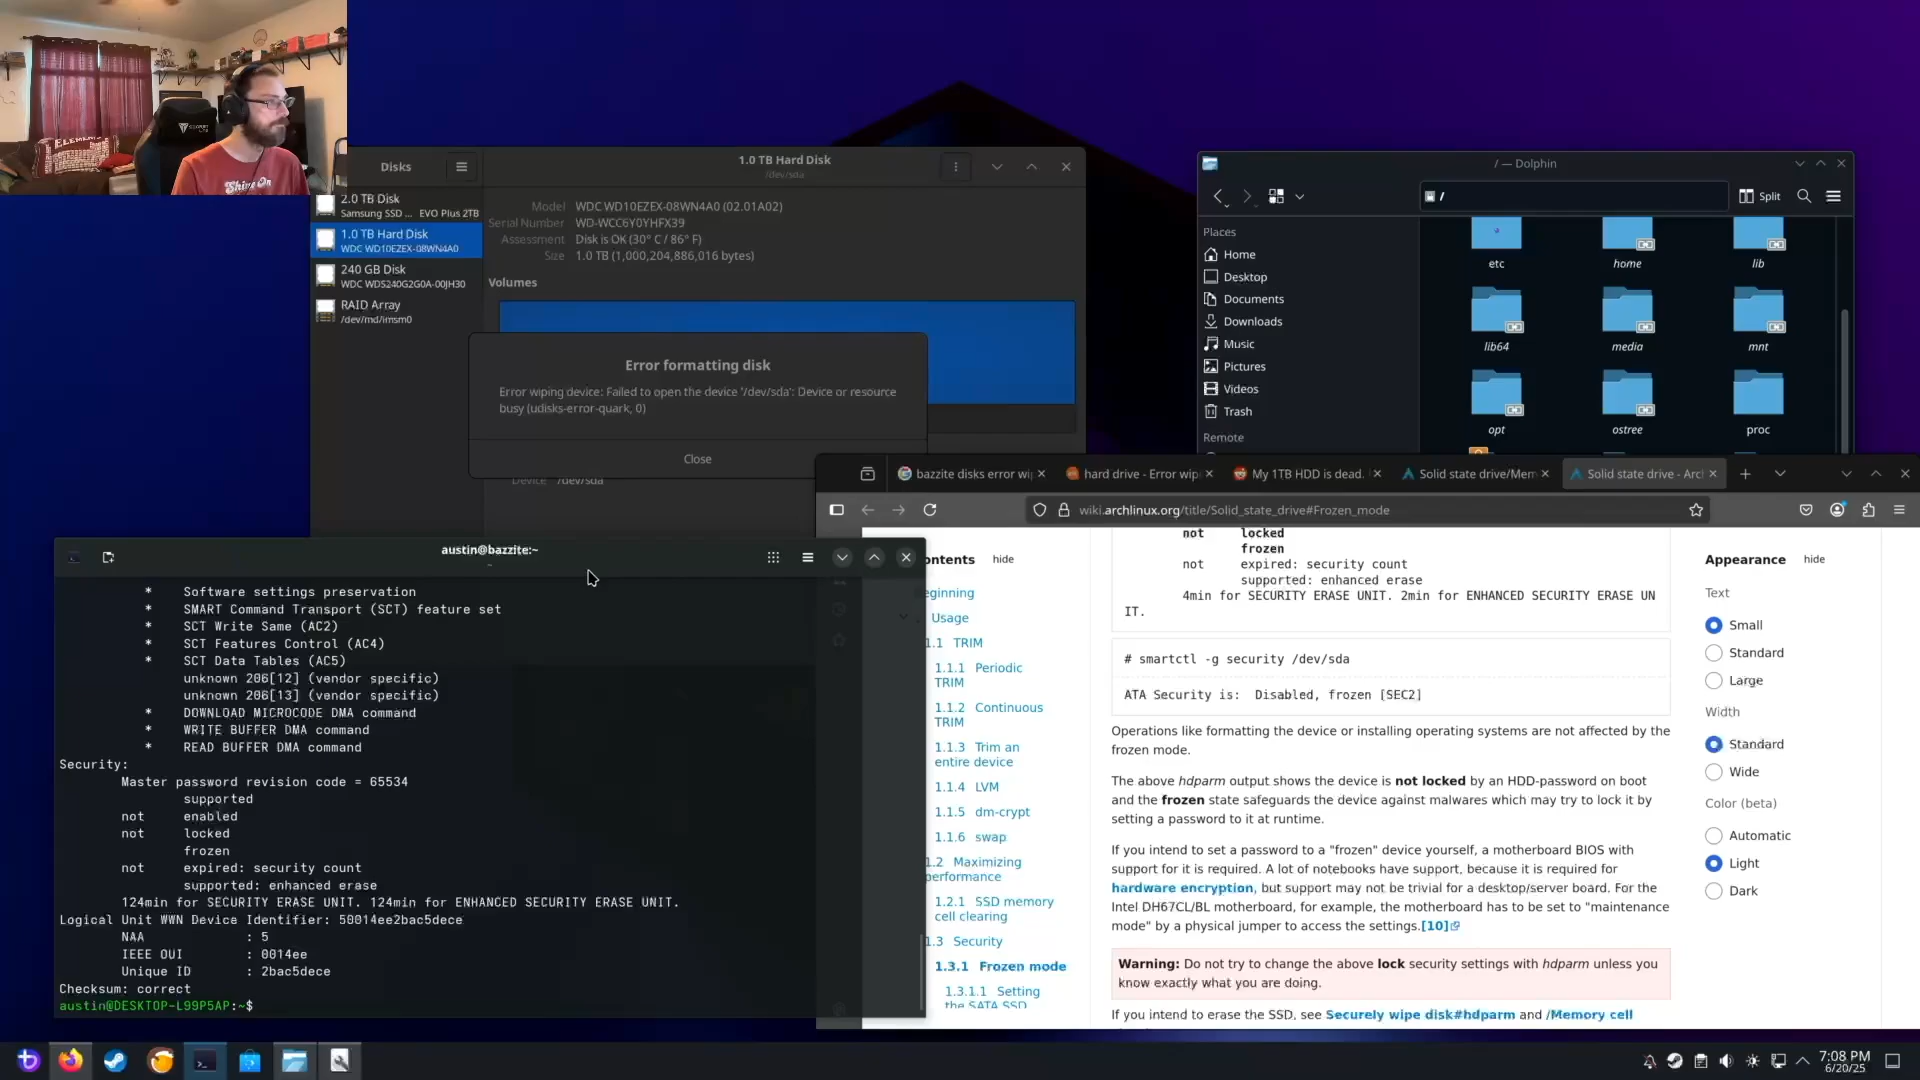 Shine On
Disks
1.0 TB Hard Disk
/dev/sda
2.0 TB Disk
Samsung SSD ... EVO Plus 2TB
1.0 TB Hard Disk
WDC WD10EZEX-08WN4A0
240 GB Disk
WDC WDS240G2G0A-00JH30
RAID Array
/dev/md/imsm0
Model WDC WD10EZEX-08WN4A0 (02.01A02)
Serial Number WD-WCC6Y0YHFX39
Assessment Disk is OK (30° C / 86° F)
Size 1.0 TB (1,000,204,886,016 bytes)
Volumes
Error formatting disk
Error wiping device: Failed to open the device '/dev/sda': Device or resource
busy (udisks-error-quark, 0)
Close
Device /dev/sda
/ — Dolphin
/
Split
Places
Home
Desktop
Documents
Downloads
Music
Pictures
Videos
Trash
Remote
etc
home
lib
lib64
media
mnt
opt
ostree
proc
bazzite disks error wi
hard drive - Error wip
My 1TB HDD is dead.
Solid state drive/Mem
Solid state drive - Arc
wiki.archlinux.org/title/Solid_state_drive#Frozen_mode
ontents hide
eginning
Usage
1.1 TRIM
1.1.1 Periodic
TRIM
1.1.2 Continuous
TRIM
1.1.3 Trim an
entire device
1.1.4 LVM
1.1.5 dm-crypt
1.1.6 swap
1.2 Maximizing
performance
1.2.1 SSD memory
cell clearing
1.3 Security
1.3.1 Frozen mode
1.3.1.1 Setting
the SATA SSD
not locked
frozen
not expired: security count
supported: enhanced erase
4min for SECURITY ERASE UNIT. 2min for ENHANCED SECURITY ERASE UN
IT.
# smartctl -g security /dev/sda
ATA Security is: Disabled, frozen [SEC2]
Operations like formatting the device or installing operating systems are not affected by the
frozen mode.
The above hdparm output shows the device is not locked by an HDD-password on boot
and the frozen state safeguards the device against malwares which may try to lock it by
setting a password to it at runtime.
If you intend to set a password to a "frozen" device yourself, a motherboard BIOS with
support for it is required. A lot of notebooks have support, because it is required for
hardware encryption, but support may not be trivial for a desktop/server board. For the
Intel DH67CL/BL motherboard, for example, the motherboard has to be set to "maintenance
mode" by a physical jumper to access the settings.[10]
Warning: Do not try to change the above lock security settings with hdparm unless you
know exactly what you are doing.
If you intend to erase the SSD, see Securely wipe disk#hdparm and /Memory cell
Appearance hide
Text
Small
Standard
Large
Width
Standard
Wide
Color (beta)
Automatic
Light
Dark
austin@bazzite:~
~
* Software settings preservation
* SMART Command Transport (SCT) feature set
* SCT Write Same (AC2)
* SCT Features Control (AC4)
* SCT Data Tables (AC5)
unknown 206[12] (vendor specific)
unknown 206[13] (vendor specific)
* DOWNLOAD MICROCODE DMA command
* WRITE BUFFER DMA command
* READ BUFFER DMA command
Security:
Master password revision code = 65534
supported
not enabled
not locked
frozen
not expired: security count
supported: enhanced erase
124min for SECURITY ERASE UNIT. 124min for ENHANCED SECURITY ERASE UNIT.
Logical Unit WWN Device Identifier: 50014ee2bac5dece
NAA : 5
IEEE OUI : 0014ee
Unique ID : 2bac5dece
Checksum: correct
austin@DESKTOP-L99P5AP:~$
7:08 PM
6/20/25